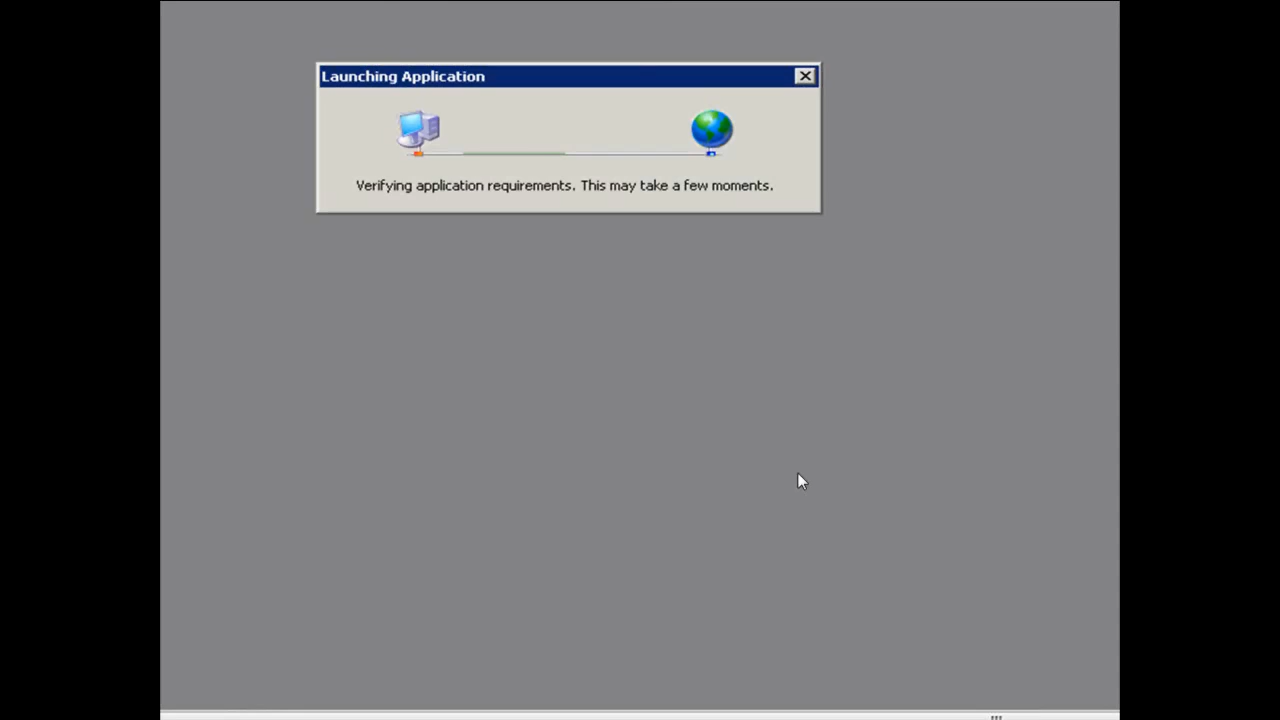 Launching Application
Verifying application requirements. This may take a few moments.